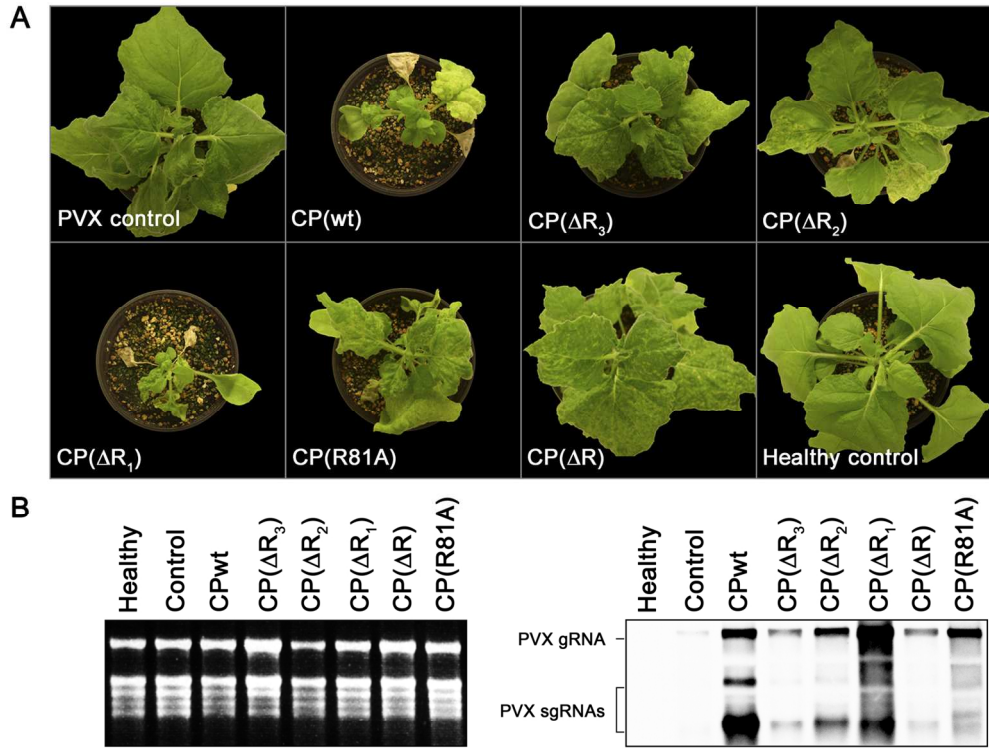 A
PVX control
CP(wt)
CP(ΔR₃)
CP(ΔR₂)
CP(ΔR₁)
CP(R81A)
CP(ΔR)
Healthy control
B
Healthy
Control
CPwt
CP(ΔR₃)
CP(ΔR₂)
CP(ΔR₁)
CP(ΔR)
CP(R81A)
Healthy
Control
CPwt
CP(ΔR₃)
CP(ΔR₂)
CP(ΔR₁)
CP(ΔR)
CP(R81A)
PVX gRNA
PVX sgRNAs